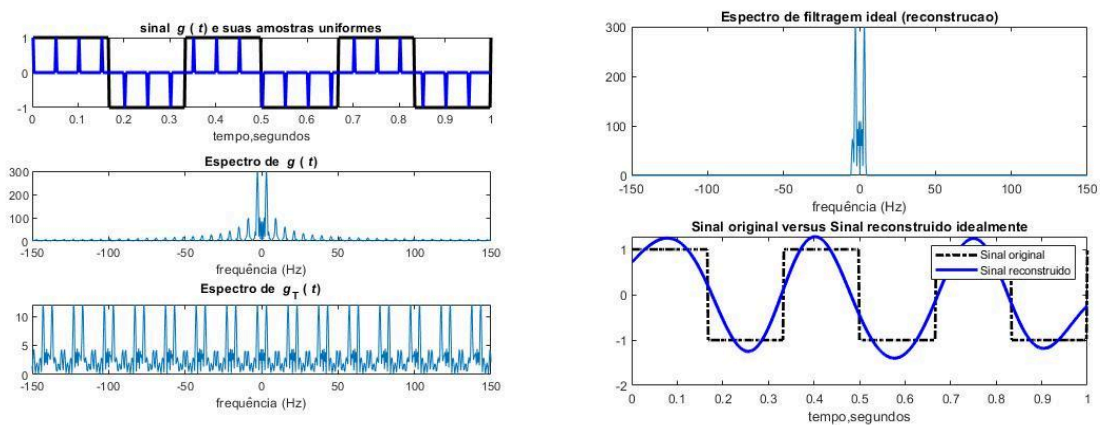 sinal g ( t ) e suas amostras uniformes
1
0
-1
0 0.1 0.2 0.3 0.4 0.5 0.6 0.7 0.8 0.9 1
tempo,segundos
Espectro de g ( t )
300
200
100
0
-150 -100 -50 0 50 100 150
frequência (Hz)
Espectro de gT ( t )
10
5
0
-150 -100 -50 0 50 100 150
frequência (Hz)
Espectro de filtragem ideal (reconstrucao)
300
200
100
0
-150 -100 -50 0 50 100 150
frequência (Hz)
Sinal original versus Sinal reconstruido idealmente
Sinal original
Sinal reconstruido
1
0
-1
-2
0 0.1 0.2 0.3 0.4 0.5 0.6 0.7 0.8 0.9 1
tempo,segundos